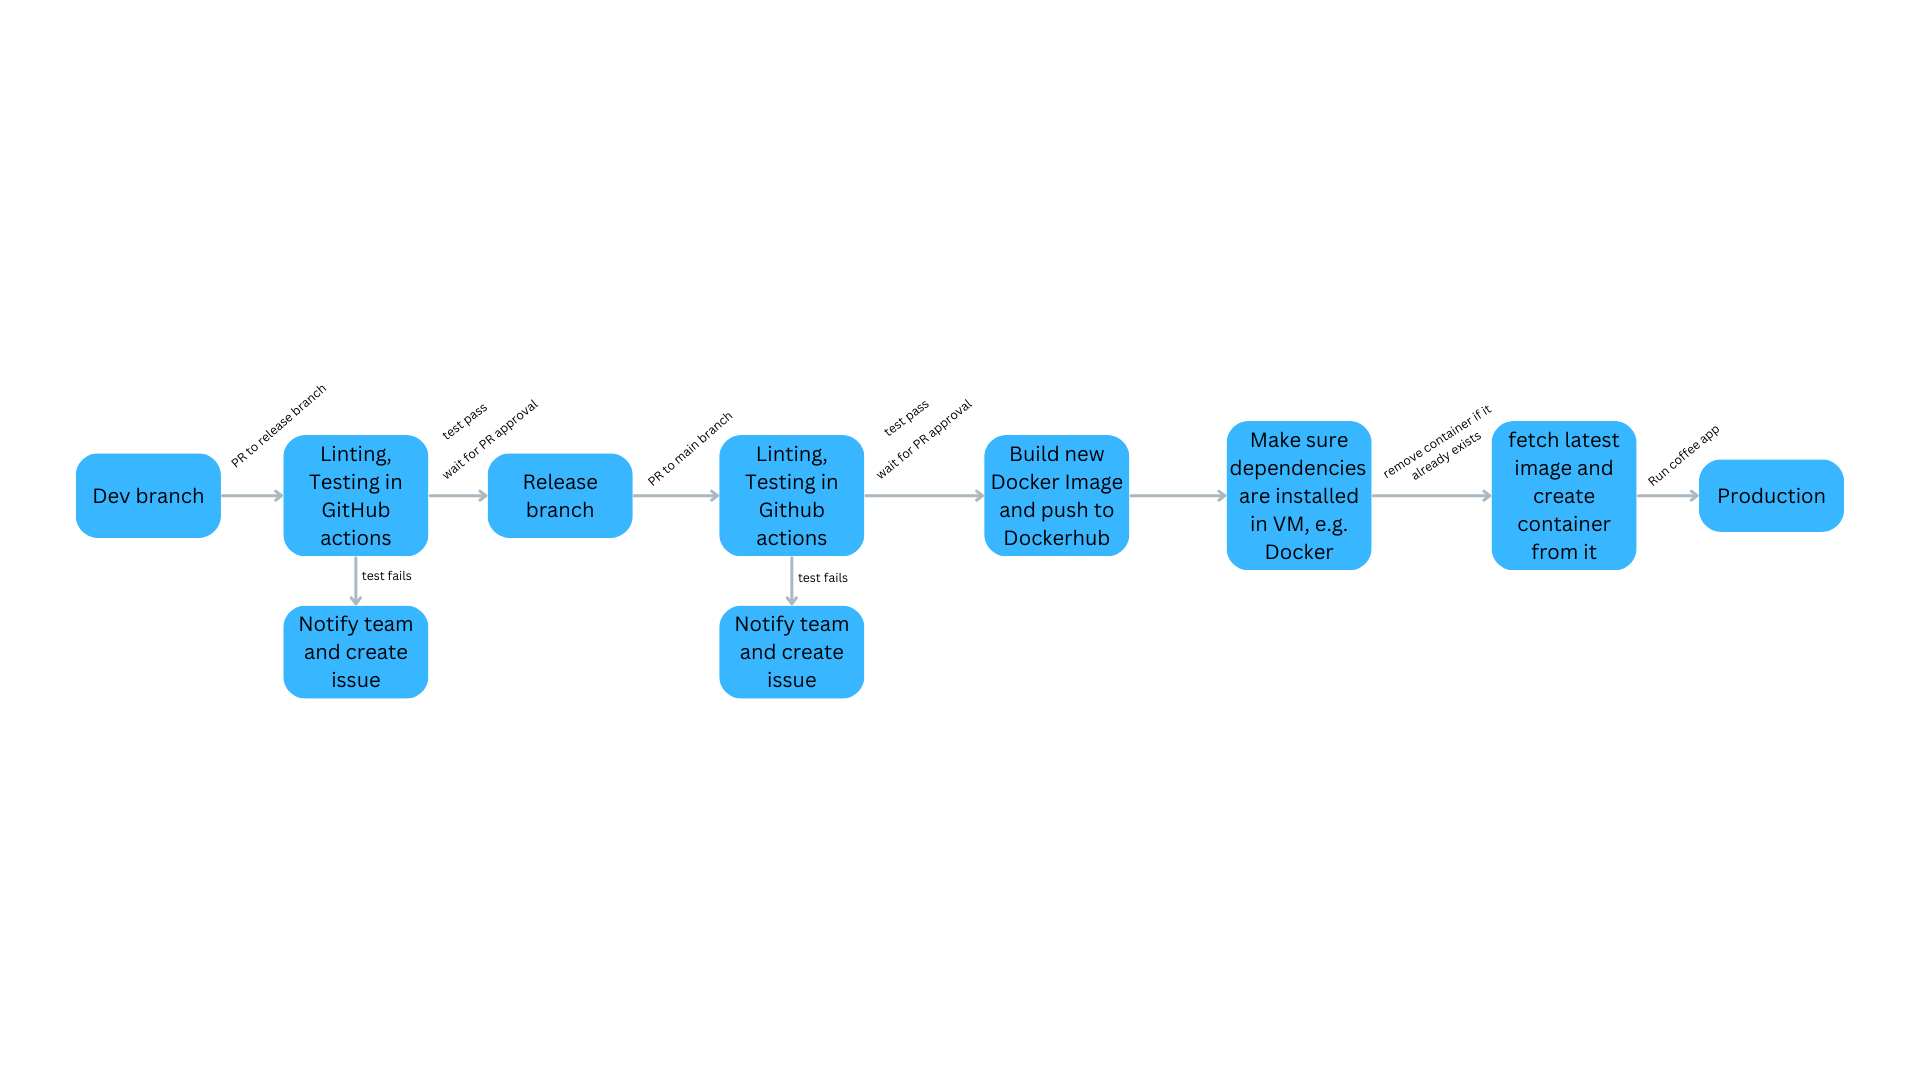 Dev branch
PR to release branch
Linting,
Testing in
GitHub
actions
test fails
Notify team
and create
issue
test pass
wait for PR approval
Release
branch
PR to main branch
Linting,
Testing in
Github
actions
test fails
Notify team
and create
issue
test pass
wait for PR approval
Build new
Docker Image
and push to
Dockerhub
Make sure
dependencies
are installed
in VM, e.g.
Docker
remove container if it
already exists
fetch latest
image and
create
container
from it
Run coffee app
Production